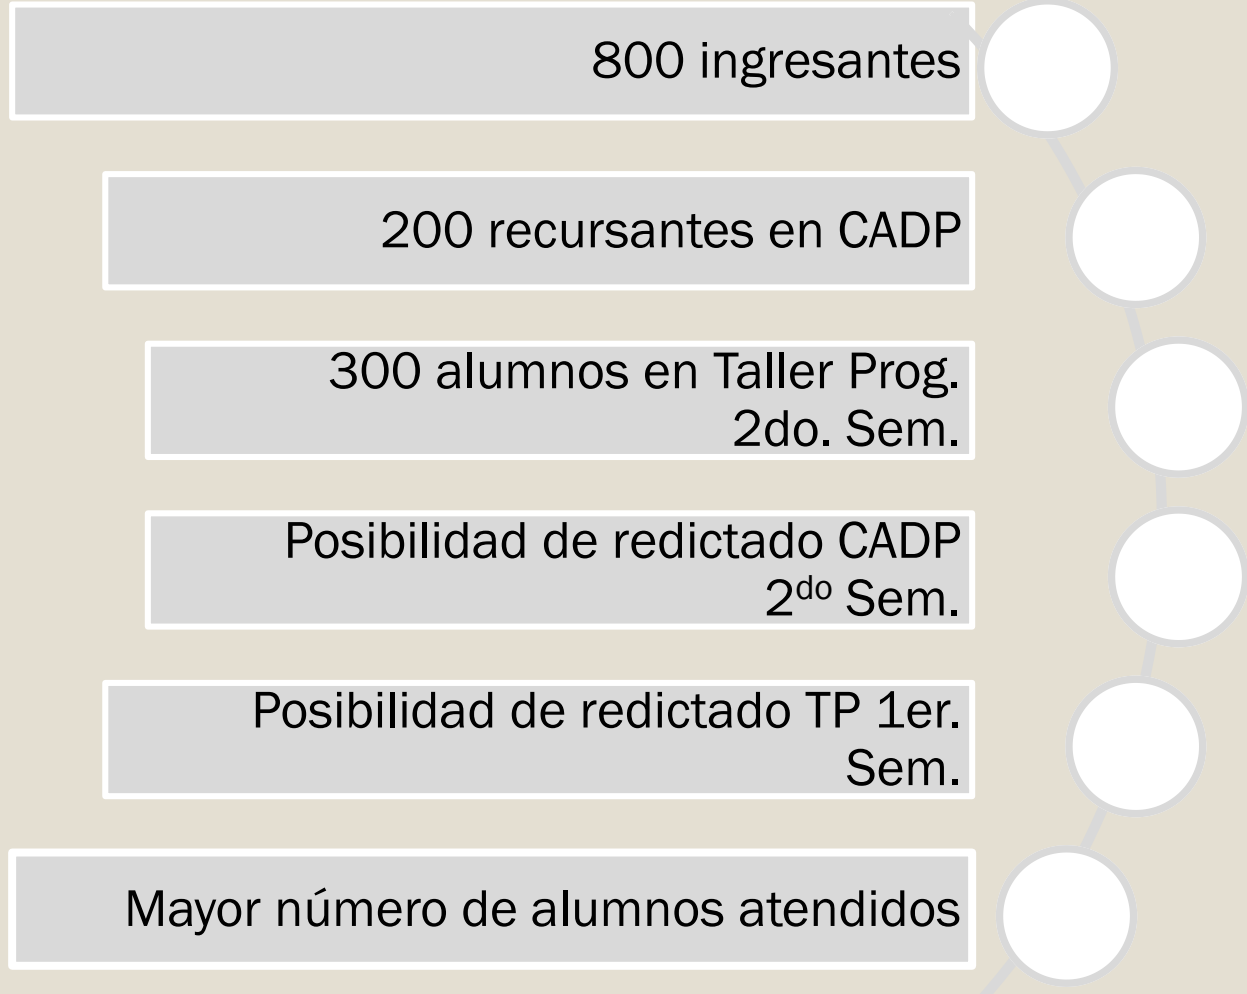 800 ingresantes
200 recursantes en CADP
300 alumnos en Taller Prog.
2do. Sem.
Posibilidad de redictado CADP
2ᵈᵒ Sem.
Posibilidad de redictado TP 1er.
Sem.
Mayor número de alumnos atendidos